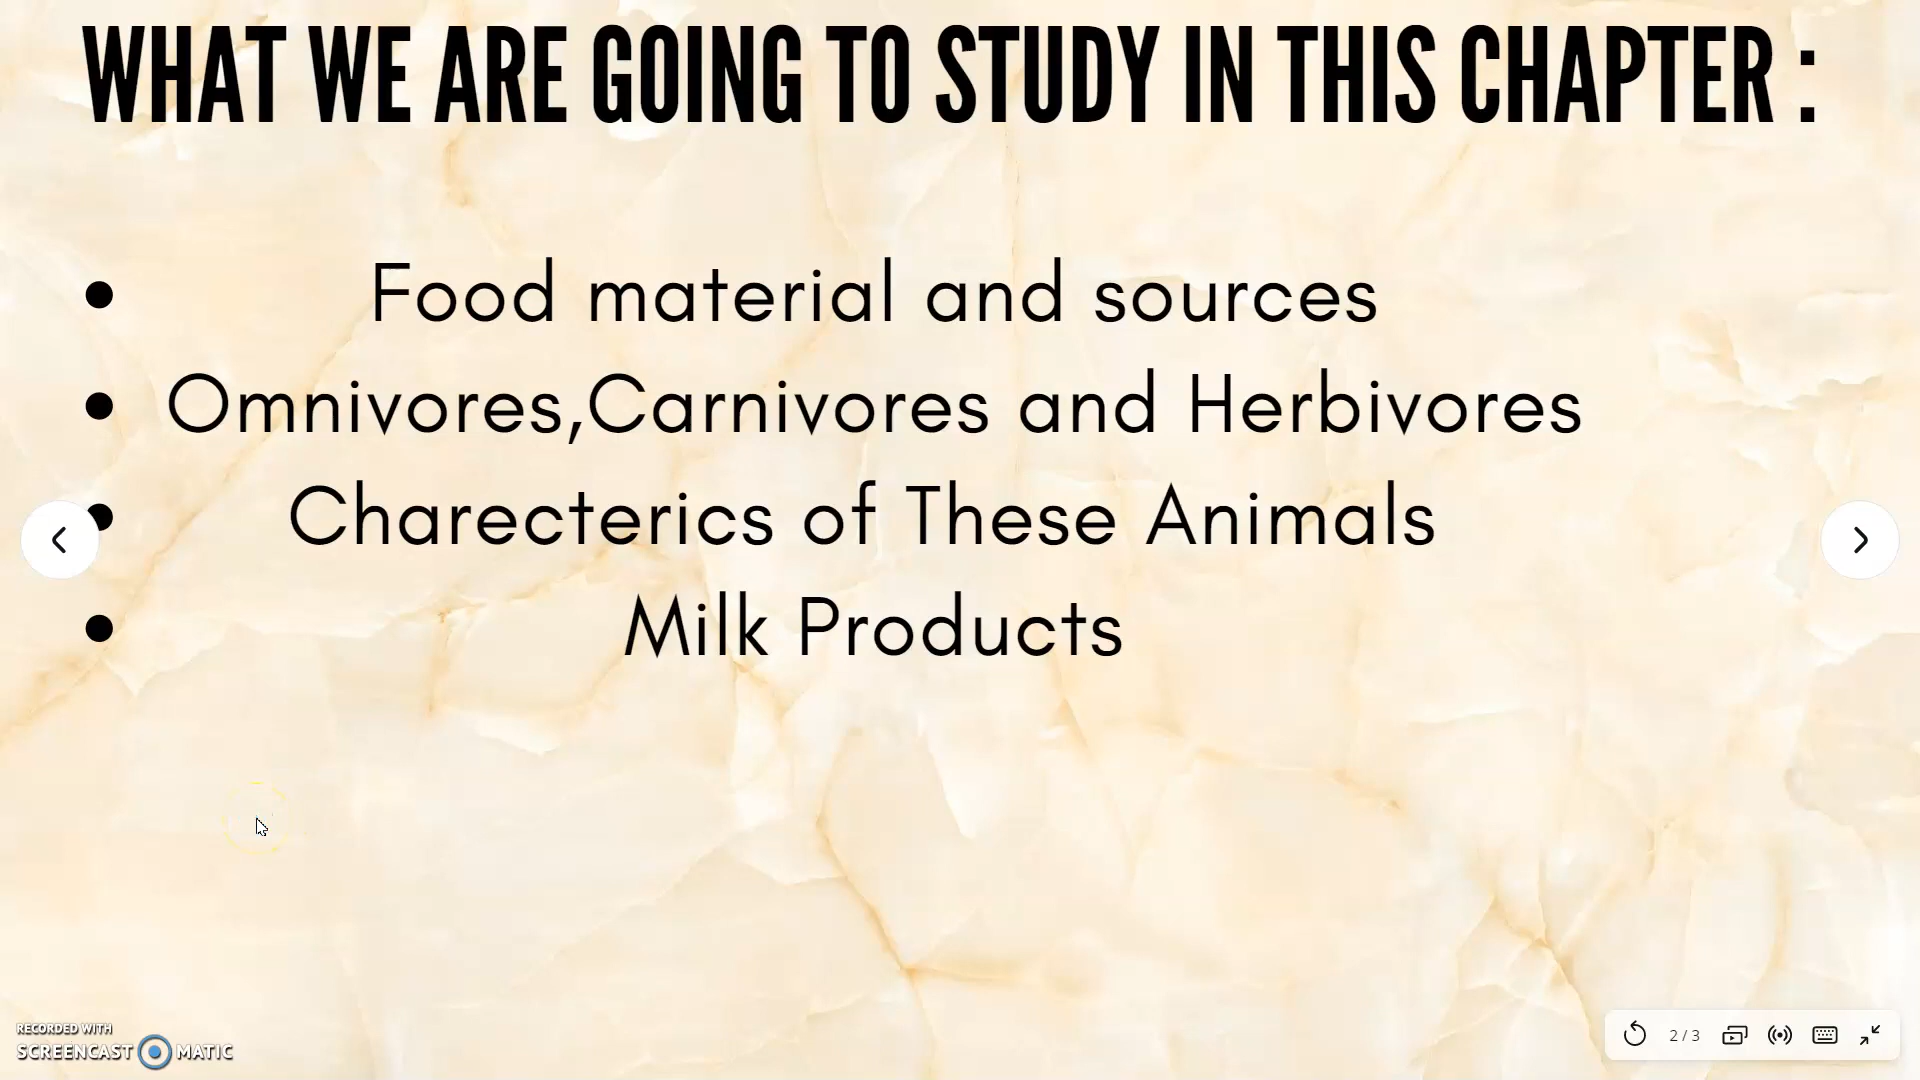 WHAT WE ARE GOING TO STUDY IN THIS CHAPTER :
• Food material and sources
• Omnivores,Carnivores and Herbivores
• Charecterics of These Animals
• Milk Products
RECORDED WITH
SCREENCAST MATIC
2 / 3